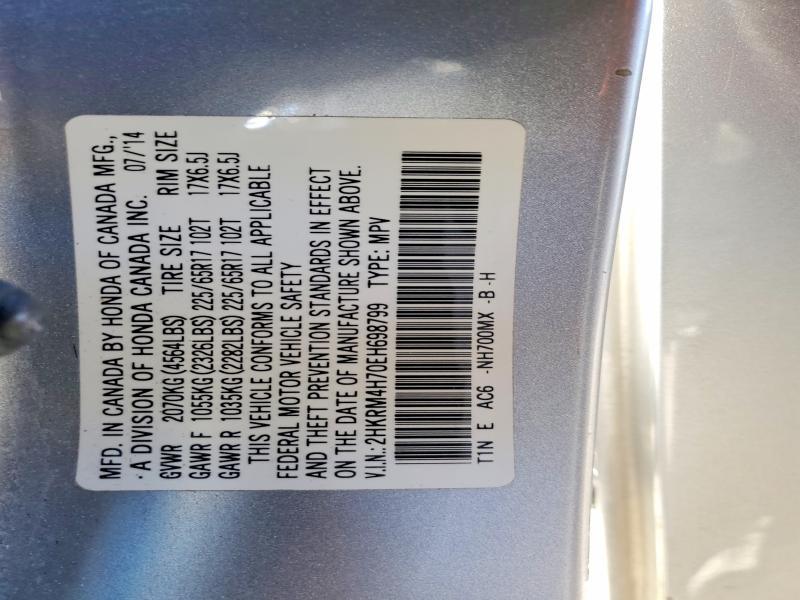 MFD. IN CANADA BY HONDA OF CANADA MFG.,
A DIVISION OF HONDA CANADA INC. 07/'14
GVWR 2070KG(4564LBS) TIRE SIZE RIM SIZE
GAWR F 1055KG(2326LBS) 225/65R17 102T 17X6.5J
GAWR R 1035KG(2282LBS) 225/65R17 102T 17X6.5J
THIS VEHICLE CONFORMS TO ALL APPLICABLE
FEDERAL MOTOR VEHICLE SAFETY
AND THEFT PREVENTION STANDARDS IN EFFECT
ON THE DATE OF MANUFACTURE SHOWN ABOVE.
V.I.N.: 2HKRM4H70EH698799 TYPE: MPV
T1N E AC6 -NH700MX -B -H